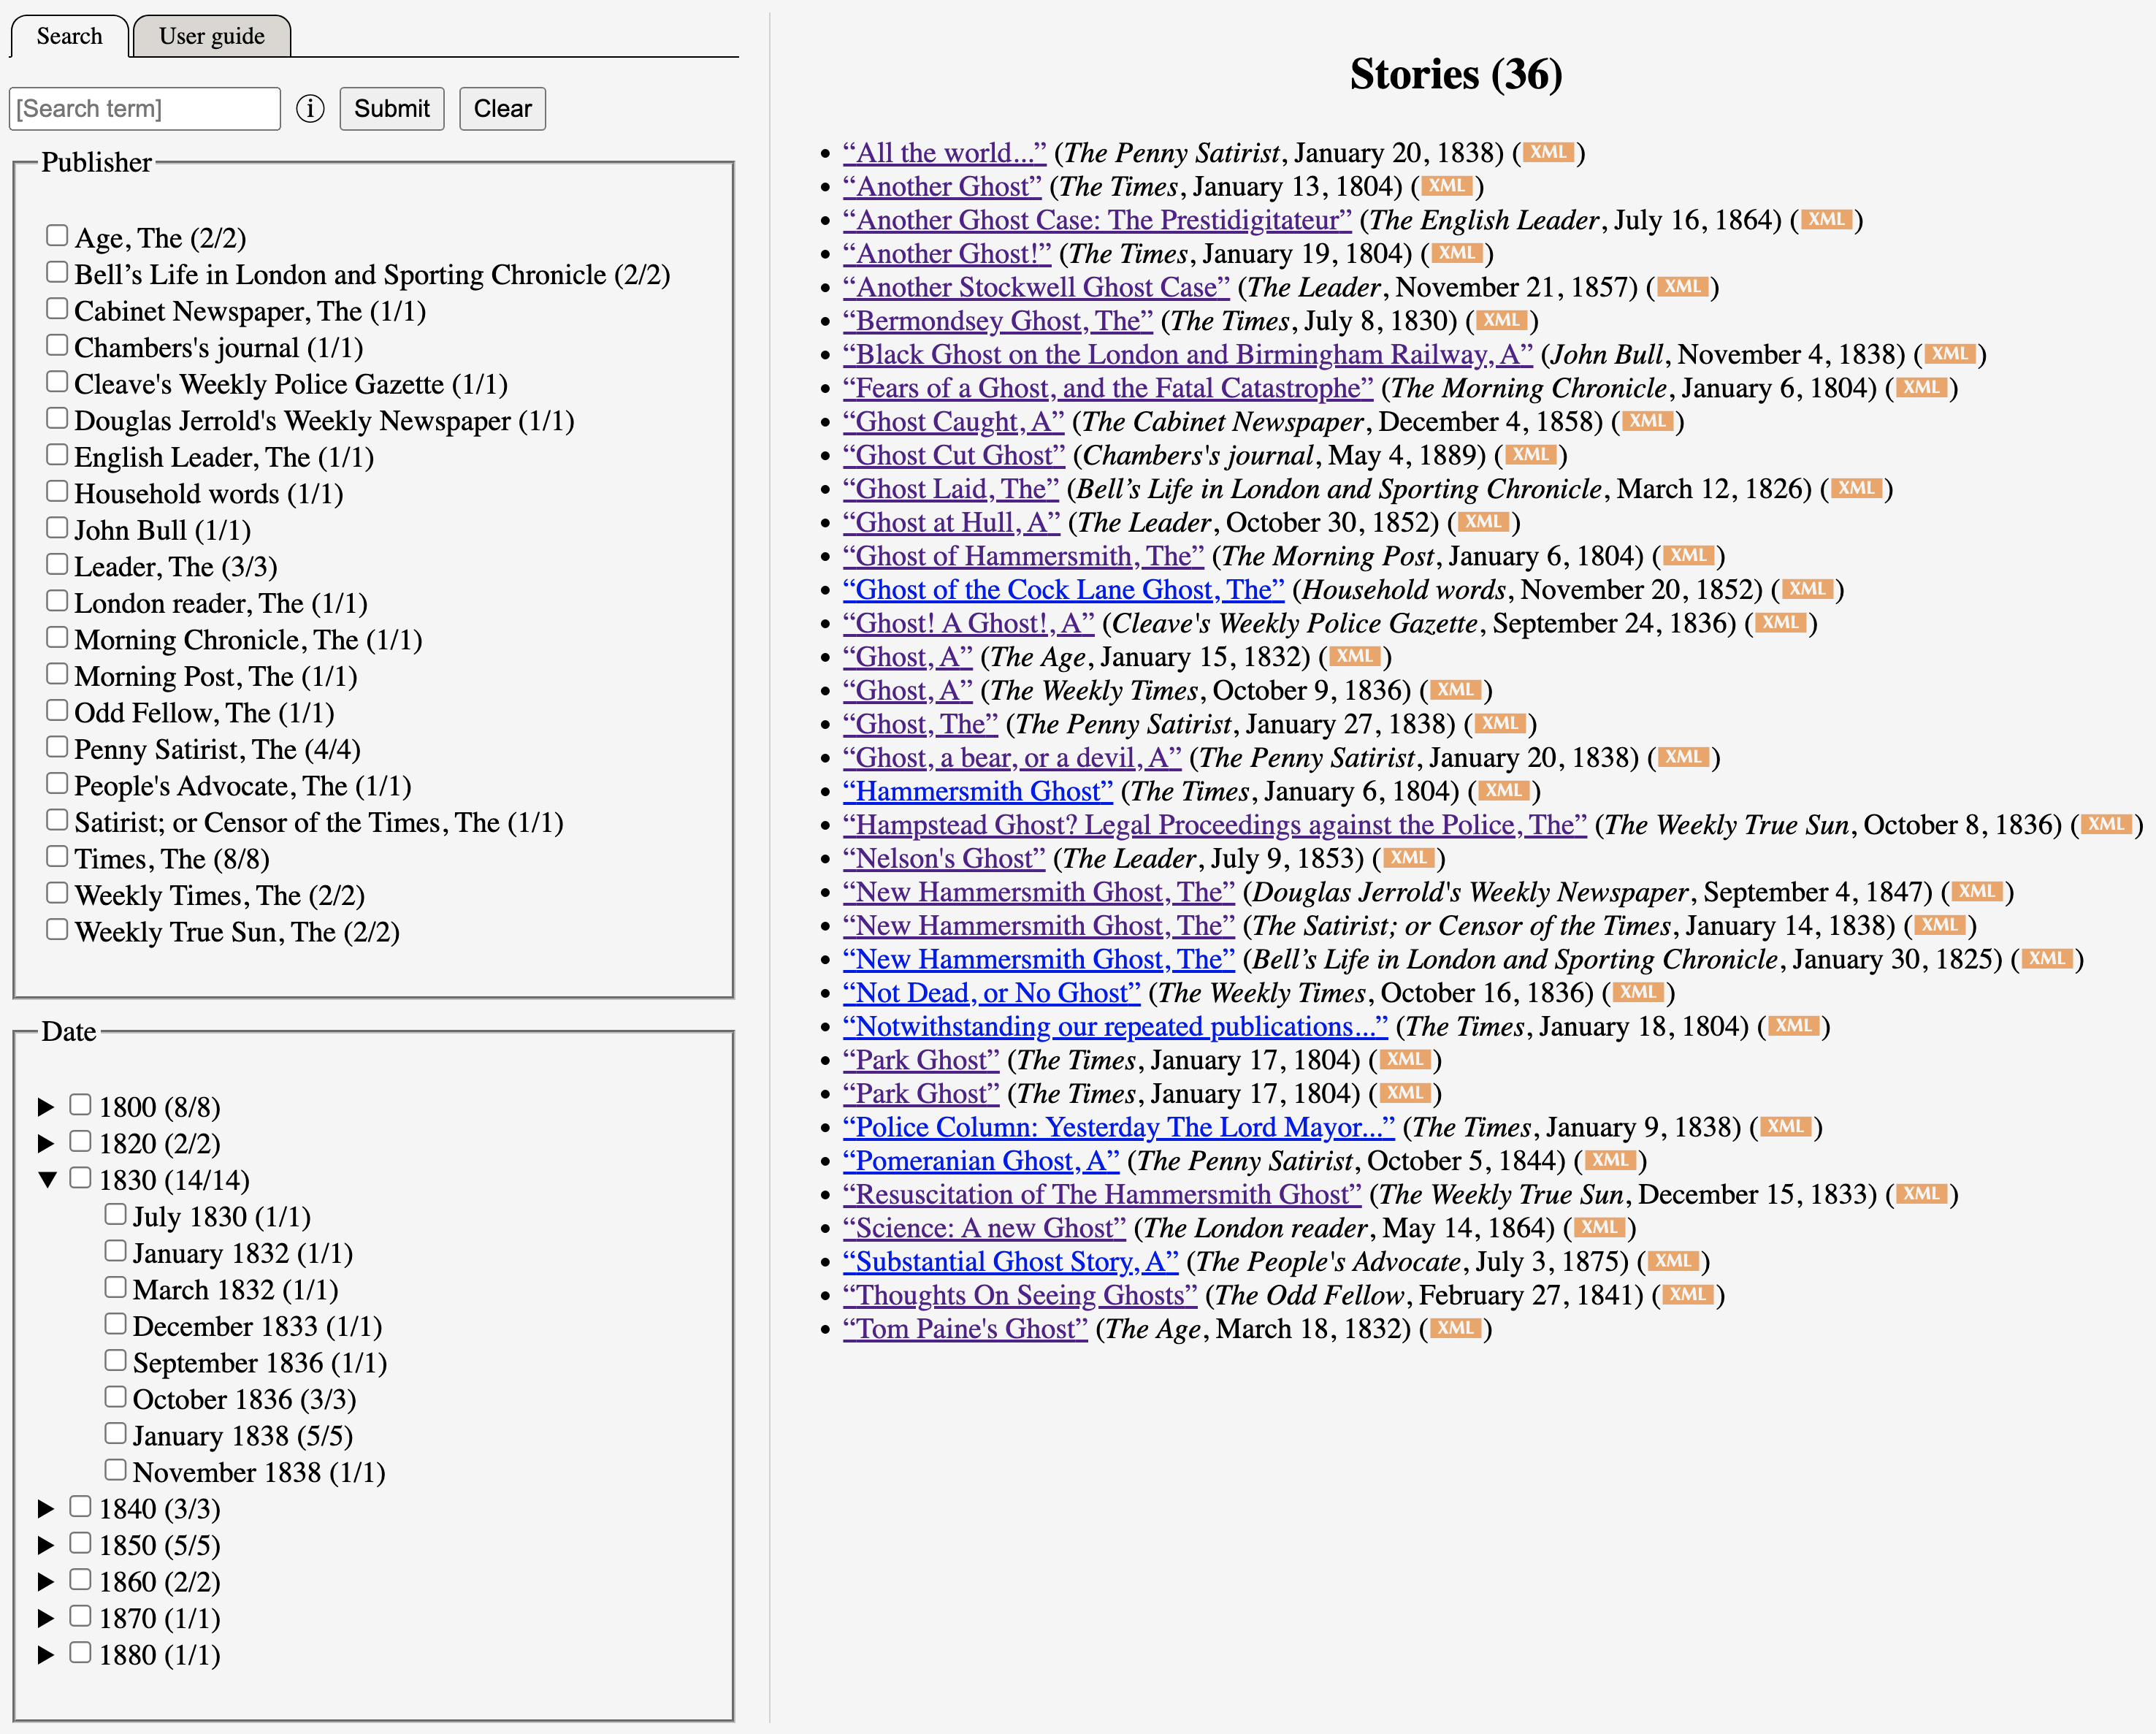 Search
User guide
[Search term]
Submit
Clear
Publisher
Age, The (2/2)
Bell’s Life in London and Sporting Chronicle (2/2)
Cabinet Newspaper, The (1/1)
Chambers's journal (1/1)
Cleave's Weekly Police Gazette (1/1)
Douglas Jerrold's Weekly Newspaper (1/1)
English Leader, The (1/1)
Household words (1/1)
John Bull (1/1)
Leader, The (3/3)
London reader, The (1/1)
Morning Chronicle, The (1/1)
Morning Post, The (1/1)
Odd Fellow, The (1/1)
Penny Satirist, The (4/4)
People's Advocate, The (1/1)
Satirist; or Censor of the Times, The (1/1)
Times, The (8/8)
Weekly Times, The (2/2)
Weekly True Sun, The (2/2)
Date
1800 (8/8)
1820 (2/2)
1830 (14/14)
July 1830 (1/1)
January 1832 (1/1)
March 1832 (1/1)
December 1833 (1/1)
September 1836 (1/1)
October 1836 (3/3)
January 1838 (5/5)
November 1838 (1/1)
1840 (3/3)
1850 (5/5)
1860 (2/2)
1870 (1/1)
1880 (1/1)
Stories (36)
“All the world...” (The Penny Satirist, January 20, 1838) (XML)
“Another Ghost” (The Times, January 13, 1804) (XML)
“Another Ghost Case: The Prestidigitateur” (The English Leader, July 16, 1864) (XML)
“Another Ghost!” (The Times, January 19, 1804) (XML)
“Another Stockwell Ghost Case” (The Leader, November 21, 1857) (XML)
“Bermondsey Ghost, The” (The Times, July 8, 1830) (XML)
“Black Ghost on the London and Birmingham Railway, A” (John Bull, November 4, 1838) (XML)
“Fears of a Ghost, and the Fatal Catastrophe” (The Morning Chronicle, January 6, 1804) (XML)
“Ghost Caught, A” (The Cabinet Newspaper, December 4, 1858) (XML)
“Ghost Cut Ghost” (Chambers's journal, May 4, 1889) (XML)
“Ghost Laid, The” (Bell’s Life in London and Sporting Chronicle, March 12, 1826) (XML)
“Ghost at Hull, A” (The Leader, October 30, 1852) (XML)
“Ghost of Hammersmith, The” (The Morning Post, January 6, 1804) (XML)
“Ghost of the Cock Lane Ghost, The” (Household words, November 20, 1852) (XML)
“Ghost! A Ghost!, A” (Cleave's Weekly Police Gazette, September 24, 1836) (XML)
“Ghost, A” (The Age, January 15, 1832) (XML)
“Ghost, A” (The Weekly Times, October 9, 1836) (XML)
“Ghost, The” (The Penny Satirist, January 27, 1838) (XML)
“Ghost, a bear, or a devil, A” (The Penny Satirist, January 20, 1838) (XML)
“Hammersmith Ghost” (The Times, January 6, 1804) (XML)
“Hampstead Ghost? Legal Proceedings against the Police, The” (The Weekly True Sun, October 8, 1836) (XML)
“Nelson's Ghost” (The Leader, July 9, 1853) (XML)
“New Hammersmith Ghost, The” (Douglas Jerrold's Weekly Newspaper, September 4, 1847) (XML)
“New Hammersmith Ghost, The” (The Satirist; or Censor of the Times, January 14, 1838) (XML)
“New Hammersmith Ghost, The” (Bell’s Life in London and Sporting Chronicle, January 30, 1825) (XML)
“Not Dead, or No Ghost” (The Weekly Times, October 16, 1836) (XML)
“Notwithstanding our repeated publications...” (The Times, January 18, 1804) (XML)
“Park Ghost” (The Times, January 17, 1804) (XML)
“Park Ghost” (The Times, January 17, 1804) (XML)
“Police Column: Yesterday The Lord Mayor...” (The Times, January 9, 1838) (XML)
“Pomeranian Ghost, A” (The Penny Satirist, October 5, 1844) (XML)
“Resuscitation of The Hammersmith Ghost” (The Weekly True Sun, December 15, 1833) (XML)
“Science: A new Ghost” (The London reader, May 14, 1864) (XML)
“Substantial Ghost Story, A” (The People's Advocate, July 3, 1875) (XML)
“Thoughts On Seeing Ghosts” (The Odd Fellow, February 27, 1841) (XML)
“Tom Paine's Ghost” (The Age, March 18, 1832) (XML)